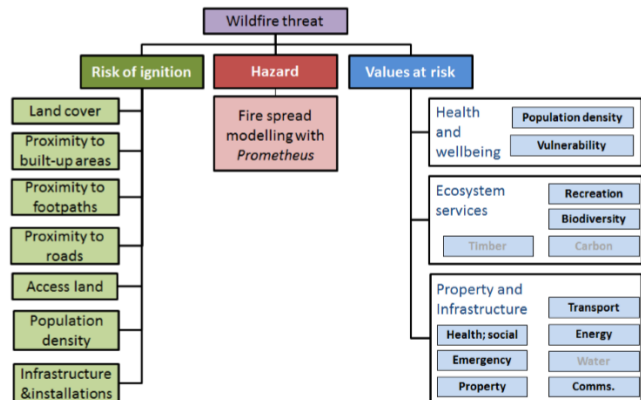 Wildfire threat
Risk of ignition
Hazard
Values at risk
Land cover
Proximity to
built-up areas
Proximity to
footpaths
Proximity to
roads
Access land
Population
density
Infrastructure
&installations
Fire spread
modelling with
Prometheus
Health
and
wellbeing
Population density
Vulnerability
Ecosystem
services
Recreation
Biodiversity
Timber
Carbon
Property and
Infrastructure
Transport
Health; social
Energy
Emergency
Water
Property
Comms.